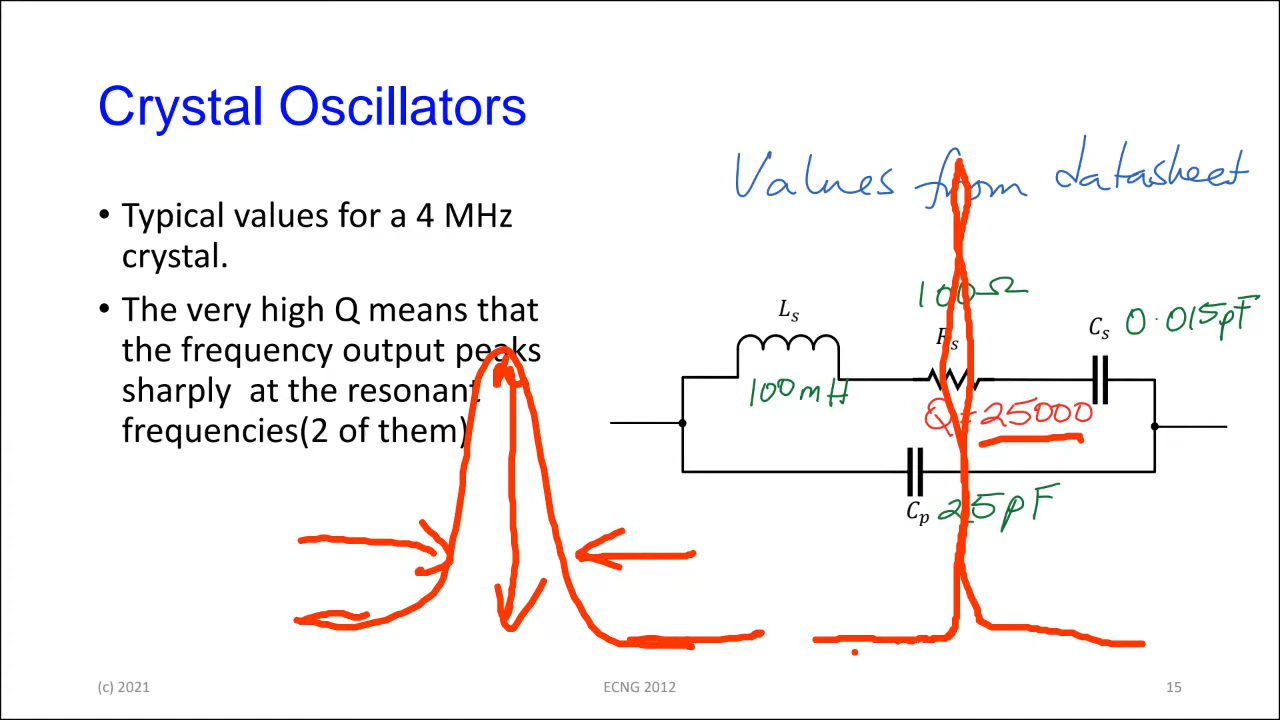 Crystal Oscillators
Values from datasheet
• Typical values for a 4 MHz
crystal.
• The very high Q means that
the frequency output peaks
sharply at the resonant
frequencies(2 of them)
100Ω
Ls
Rs
Cs
0.015pF
100mH
Q = 25000
Cp
25pF
(c) 2021
ECNG 2012
15